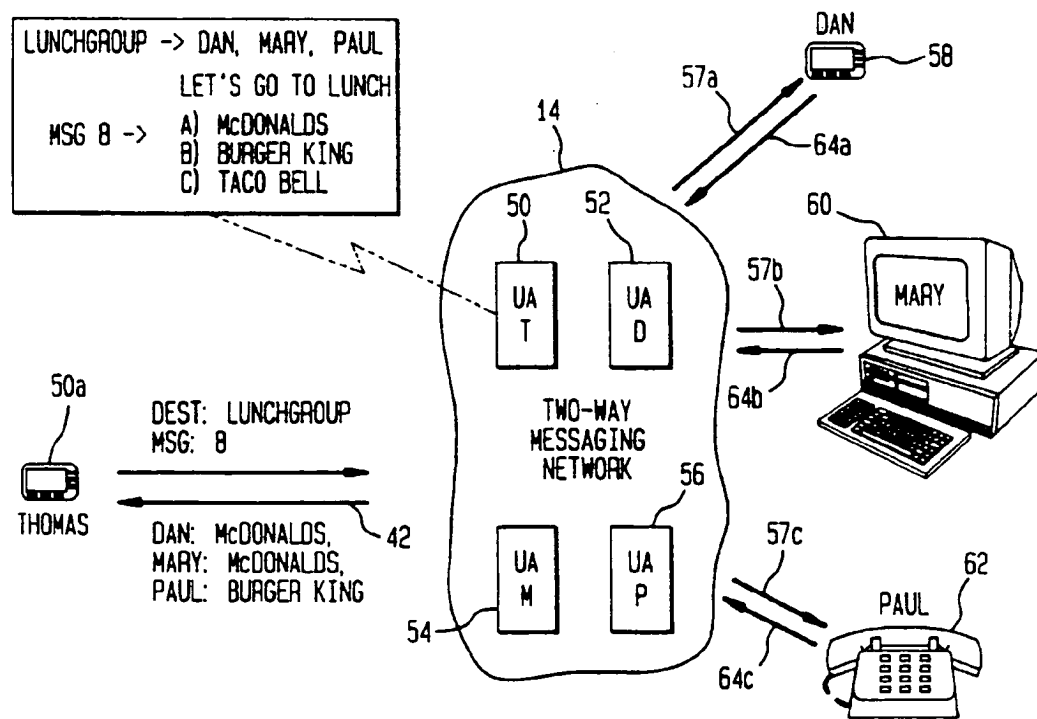 LUNCHGROUP -> DAN, MARY, PAUL
LET'S GO TO LUNCH
MSG 8 ->
A) McDONALDS
B) BURGER KING
C) TACO BELL
DAN
58
57a
64a
14
50
52
60
UA
T
UA
D
57b
MARY
64b
50a
DEST: LUNCHGROUP
MSG: 8
TWO-WAY
MESSAGING
NETWORK
THOMAS
42
DAN: McDONALDS,
MARY: McDONALDS,
PAUL: BURGER KING
56
UA
M
UA
P
54
57c
62
PAUL
64c